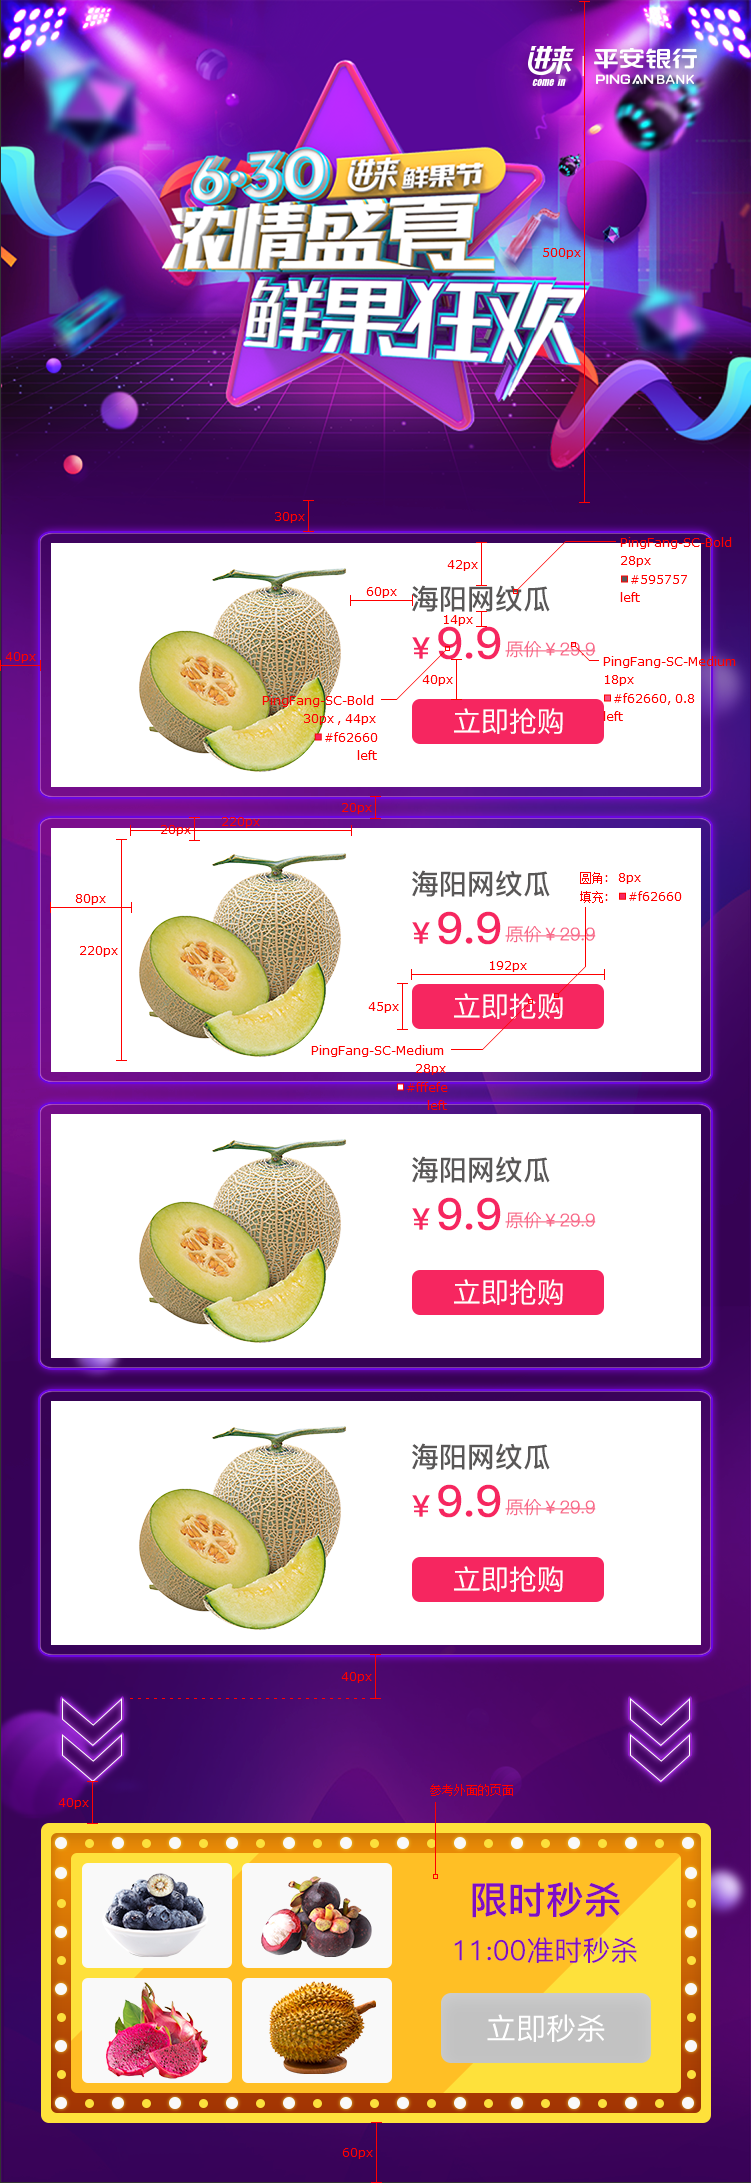 进来 平安银行
come in PING AN BANK
6·30 进来 鲜果节
浓情盛夏
500px
鲜果狂欢
30px
PingFang-SC-Bold
42px
28px
#595757
60px
海阳网纹瓜
left
14px
¥ 9.9 原价￥29.9
40px
PingFang-SC-Medium
40px
18px
PingFang-SC-Bold
#f62660, 0.8
30px , 44px
立即抢购
left
#f62660
left
20px
220px
20px
80px
海阳网纹瓜
圆角： 8px
填充： #f62660
¥ 9.9 原价￥29.9
220px
192px
45px
立即抢购
PingFang-SC-Medium
28px
#fffefe
left
海阳网纹瓜
¥ 9.9 原价￥29.9
立即抢购
海阳网纹瓜
¥ 9.9 原价￥29.9
立即抢购
40px
参考外面的页面
40px
限时秒杀
11:00准时秒杀
立即秒杀
60px